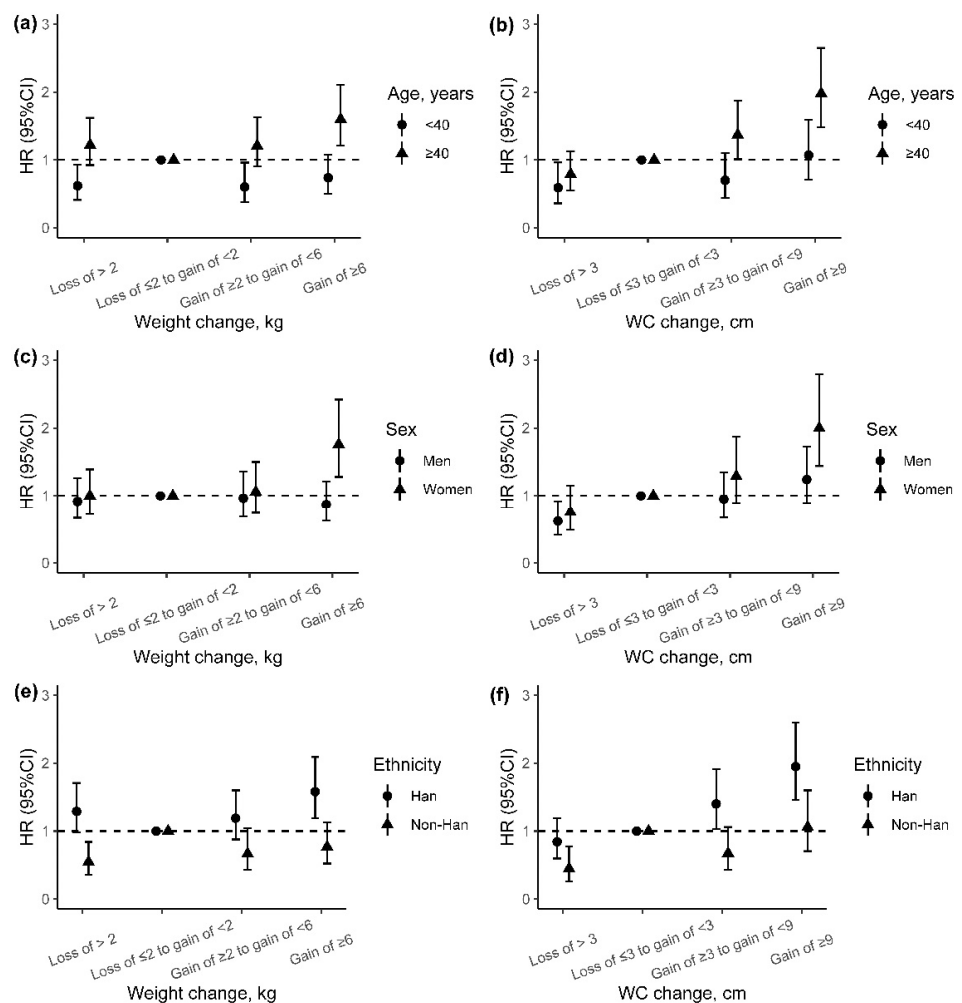 (a)
3
2
1
0
HR (95%CI)
Age, years
<40
≥40
Loss of > 2
Loss of ≤2 to gain of <2
Gain of ≥2 to gain of <6
Gain of ≥6
Weight change, kg
(b)
3
2
1
0
HR (95%CI)
Age, years
<40
≥40
Loss of > 3
Loss of ≤3 to gain of <3
Gain of ≥3 to gain of <9
Gain of ≥9
WC change, cm
(c)
3
2
1
0
HR (95%CI)
Sex
Men
Women
Loss of > 2
Loss of ≤2 to gain of <2
Gain of ≥2 to gain of <6
Gain of ≥6
Weight change, kg
(d)
3
2
1
0
HR (95%CI)
Sex
Men
Women
Loss of > 3
Loss of ≤3 to gain of <3
Gain of ≥3 to gain of <9
Gain of ≥9
WC change, cm
(e)
3
2
1
0
HR (95%CI)
Ethnicity
Han
Non-Han
Loss of > 2
Loss of ≤2 to gain of <2
Gain of ≥2 to gain of <6
Gain of ≥6
Weight change, kg
(f)
3
2
1
0
HR (95%CI)
Ethnicity
Han
Non-Han
Loss of > 3
Loss of ≤3 to gain of <3
Gain of ≥3 to gain of <9
Gain of ≥9
WC change, cm